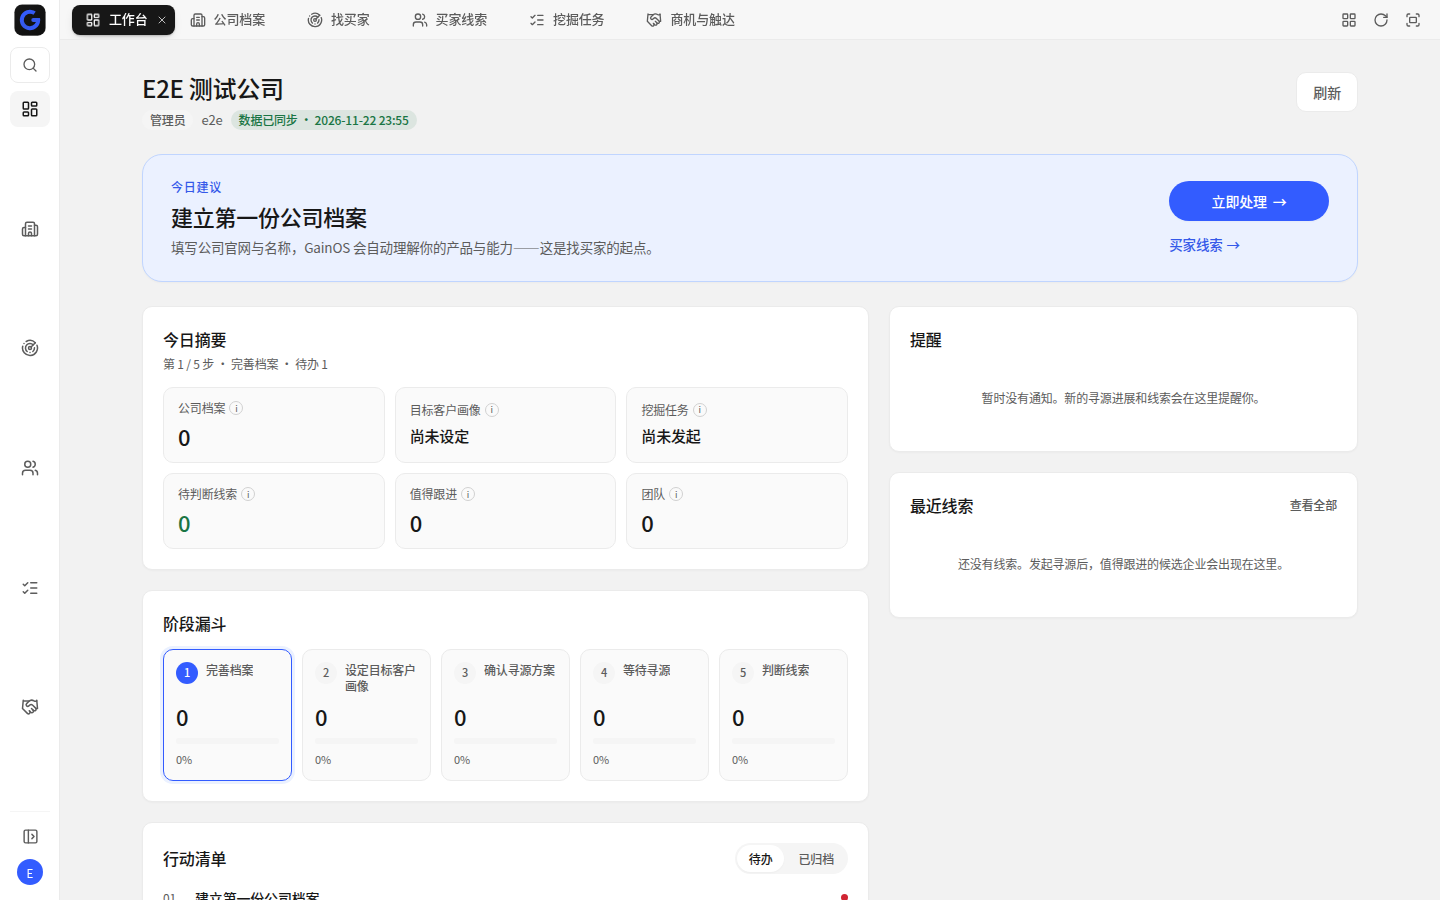 工作台
公司档案
找买家
买家线索
挖掘任务
商机与触达
E2E 测试公司
刷新
管理员 e2e 数据已同步 · 2026-11-22 23:55
今日建议
建立第一份公司档案
填写公司官网与名称，GainOS 会自动理解你的产品与能力——这是找买家的起点。
立即处理 →
买家线索 →
今日摘要
第 1 / 5 步 · 完善档案 · 待办 1
公司档案
0
目标客户画像
尚未设定
挖掘任务
尚未发起
待判断线索
0
值得跟进
0
团队
0
提醒
暂时没有通知。新的寻源进展和线索会在这里提醒你。
最近线索
查看全部
还没有线索。发起寻源后，值得跟进的候选企业会出现在这里。
阶段漏斗
1 完善档案
0
0%
2 设定目标客户
画像
0
0%
3 确认寻源方案
0
0%
4 等待寻源
0
0%
5 判断线索
0
0%
行动清单
待办 已归档
01 建立第一份公司档案
E